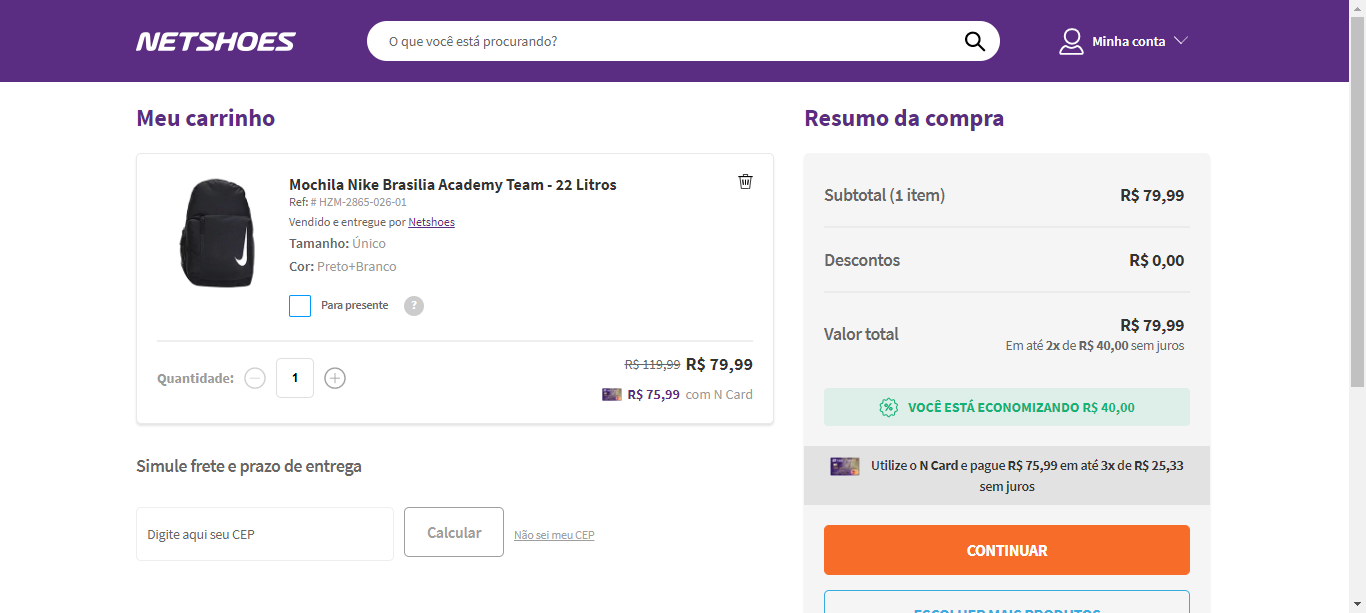 NETSHOES
O que você está procurando?
Minha conta
Meu carrinho
Mochila Nike Brasilia Academy Team - 22 Litros
Ref: # HZM-2865-026-01
Vendido e entregue por Netshoes
Tamanho: Único
Cor: Preto+Branco
Para presente ?
Quantidade: 1
R$ 119,99 R$ 79,99
R$ 75,99 com N Card
Simule frete e prazo de entrega
Digite aqui seu CEP
Calcular
Não sei meu CEP
Resumo da compra
Subtotal (1 item) R$ 79,99
Descontos R$ 0,00
Valor total R$ 79,99
Em até 2x de R$ 40,00 sem juros
VOCÊ ESTÁ ECONOMIZANDO R$ 40,00
Utilize o N Card e pague R$ 75,99 em até 3x de R$ 25,33
sem juros
CONTINUAR
ESCOLHER MAIS PRODUTOS